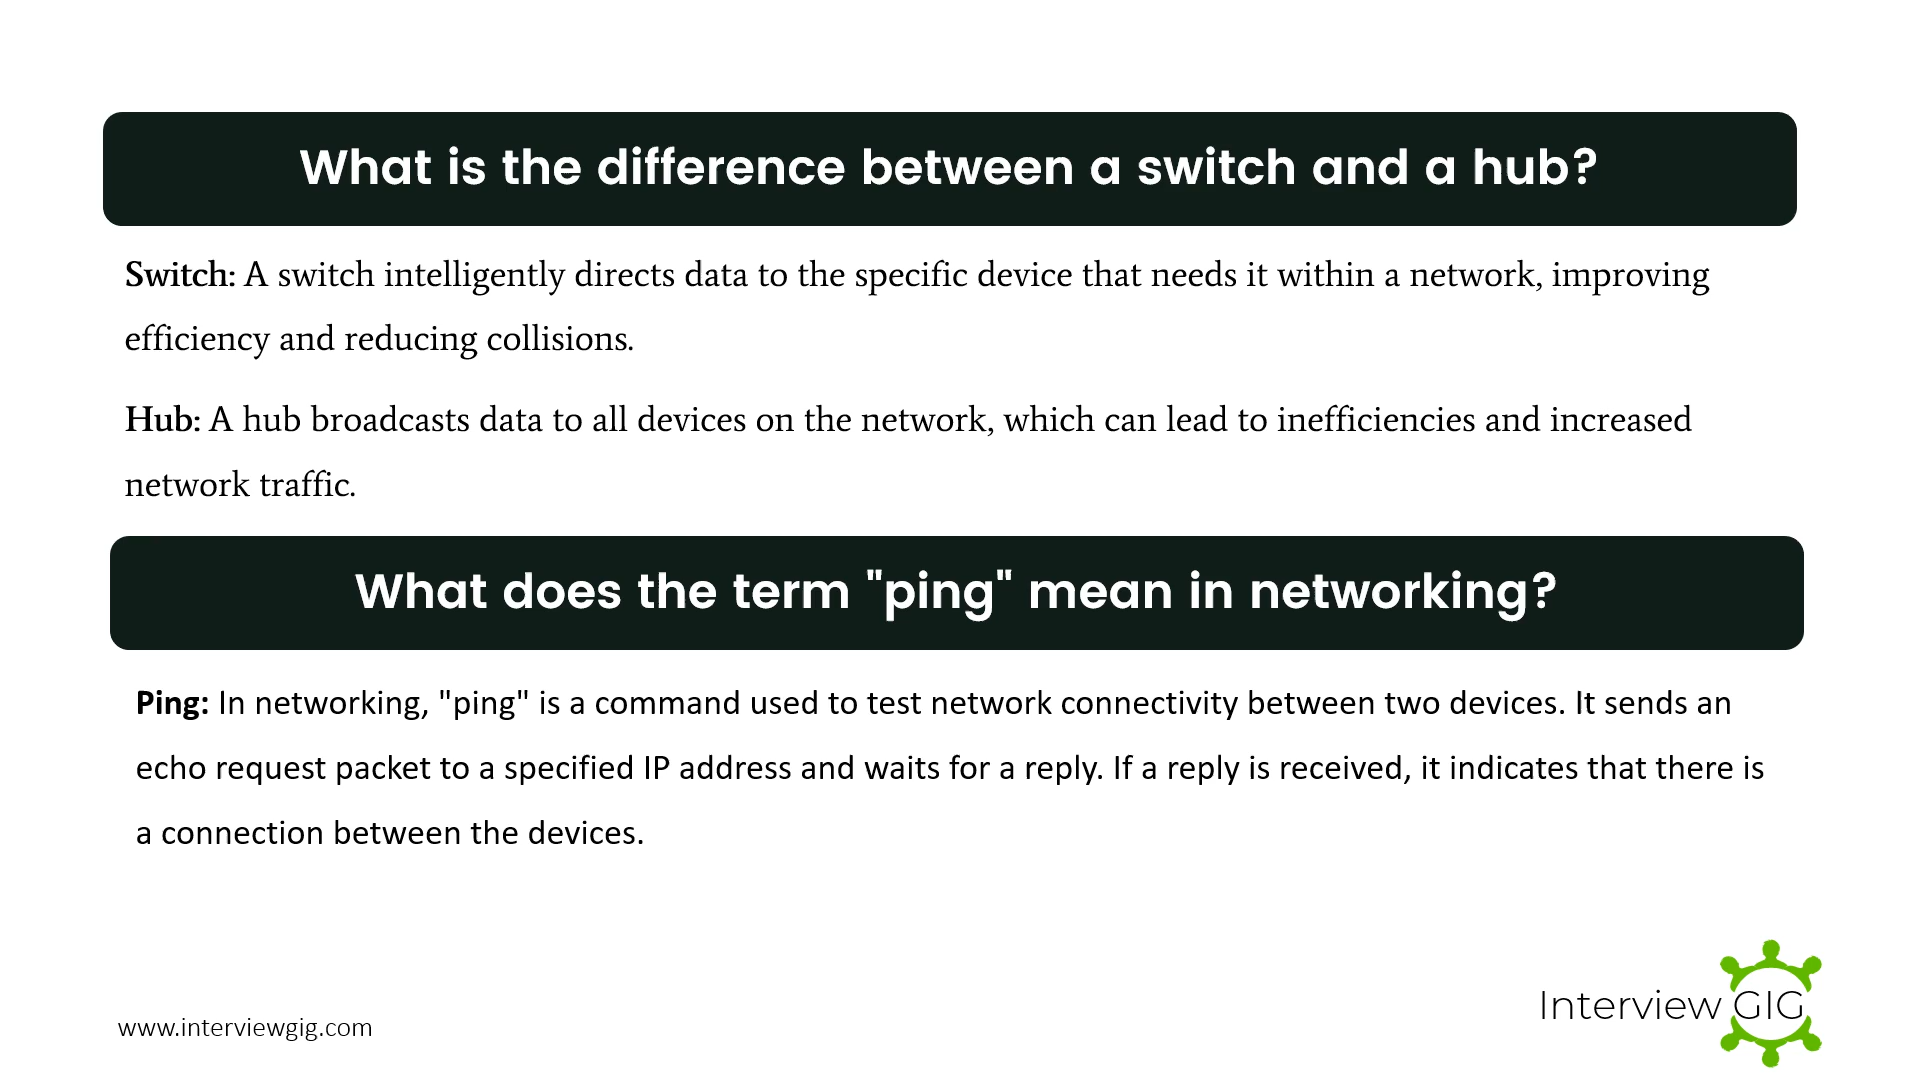 What is the difference between a switch and a hub?
Switch: A switch intelligently directs data to the specific device that needs it within a network, improving
efficiency and reducing collisions.
Hub: A hub broadcasts data to all devices on the network, which can lead to inefficiencies and increased
network traffic.
What does the term "ping" mean in networking?
Ping: In networking, "ping" is a command used to test network connectivity between two devices. It sends an
echo request packet to a specified IP address and waits for a reply. If a reply is received, it indicates that there is
a connection between the devices.
Interview GIG
www.interviewgig.com